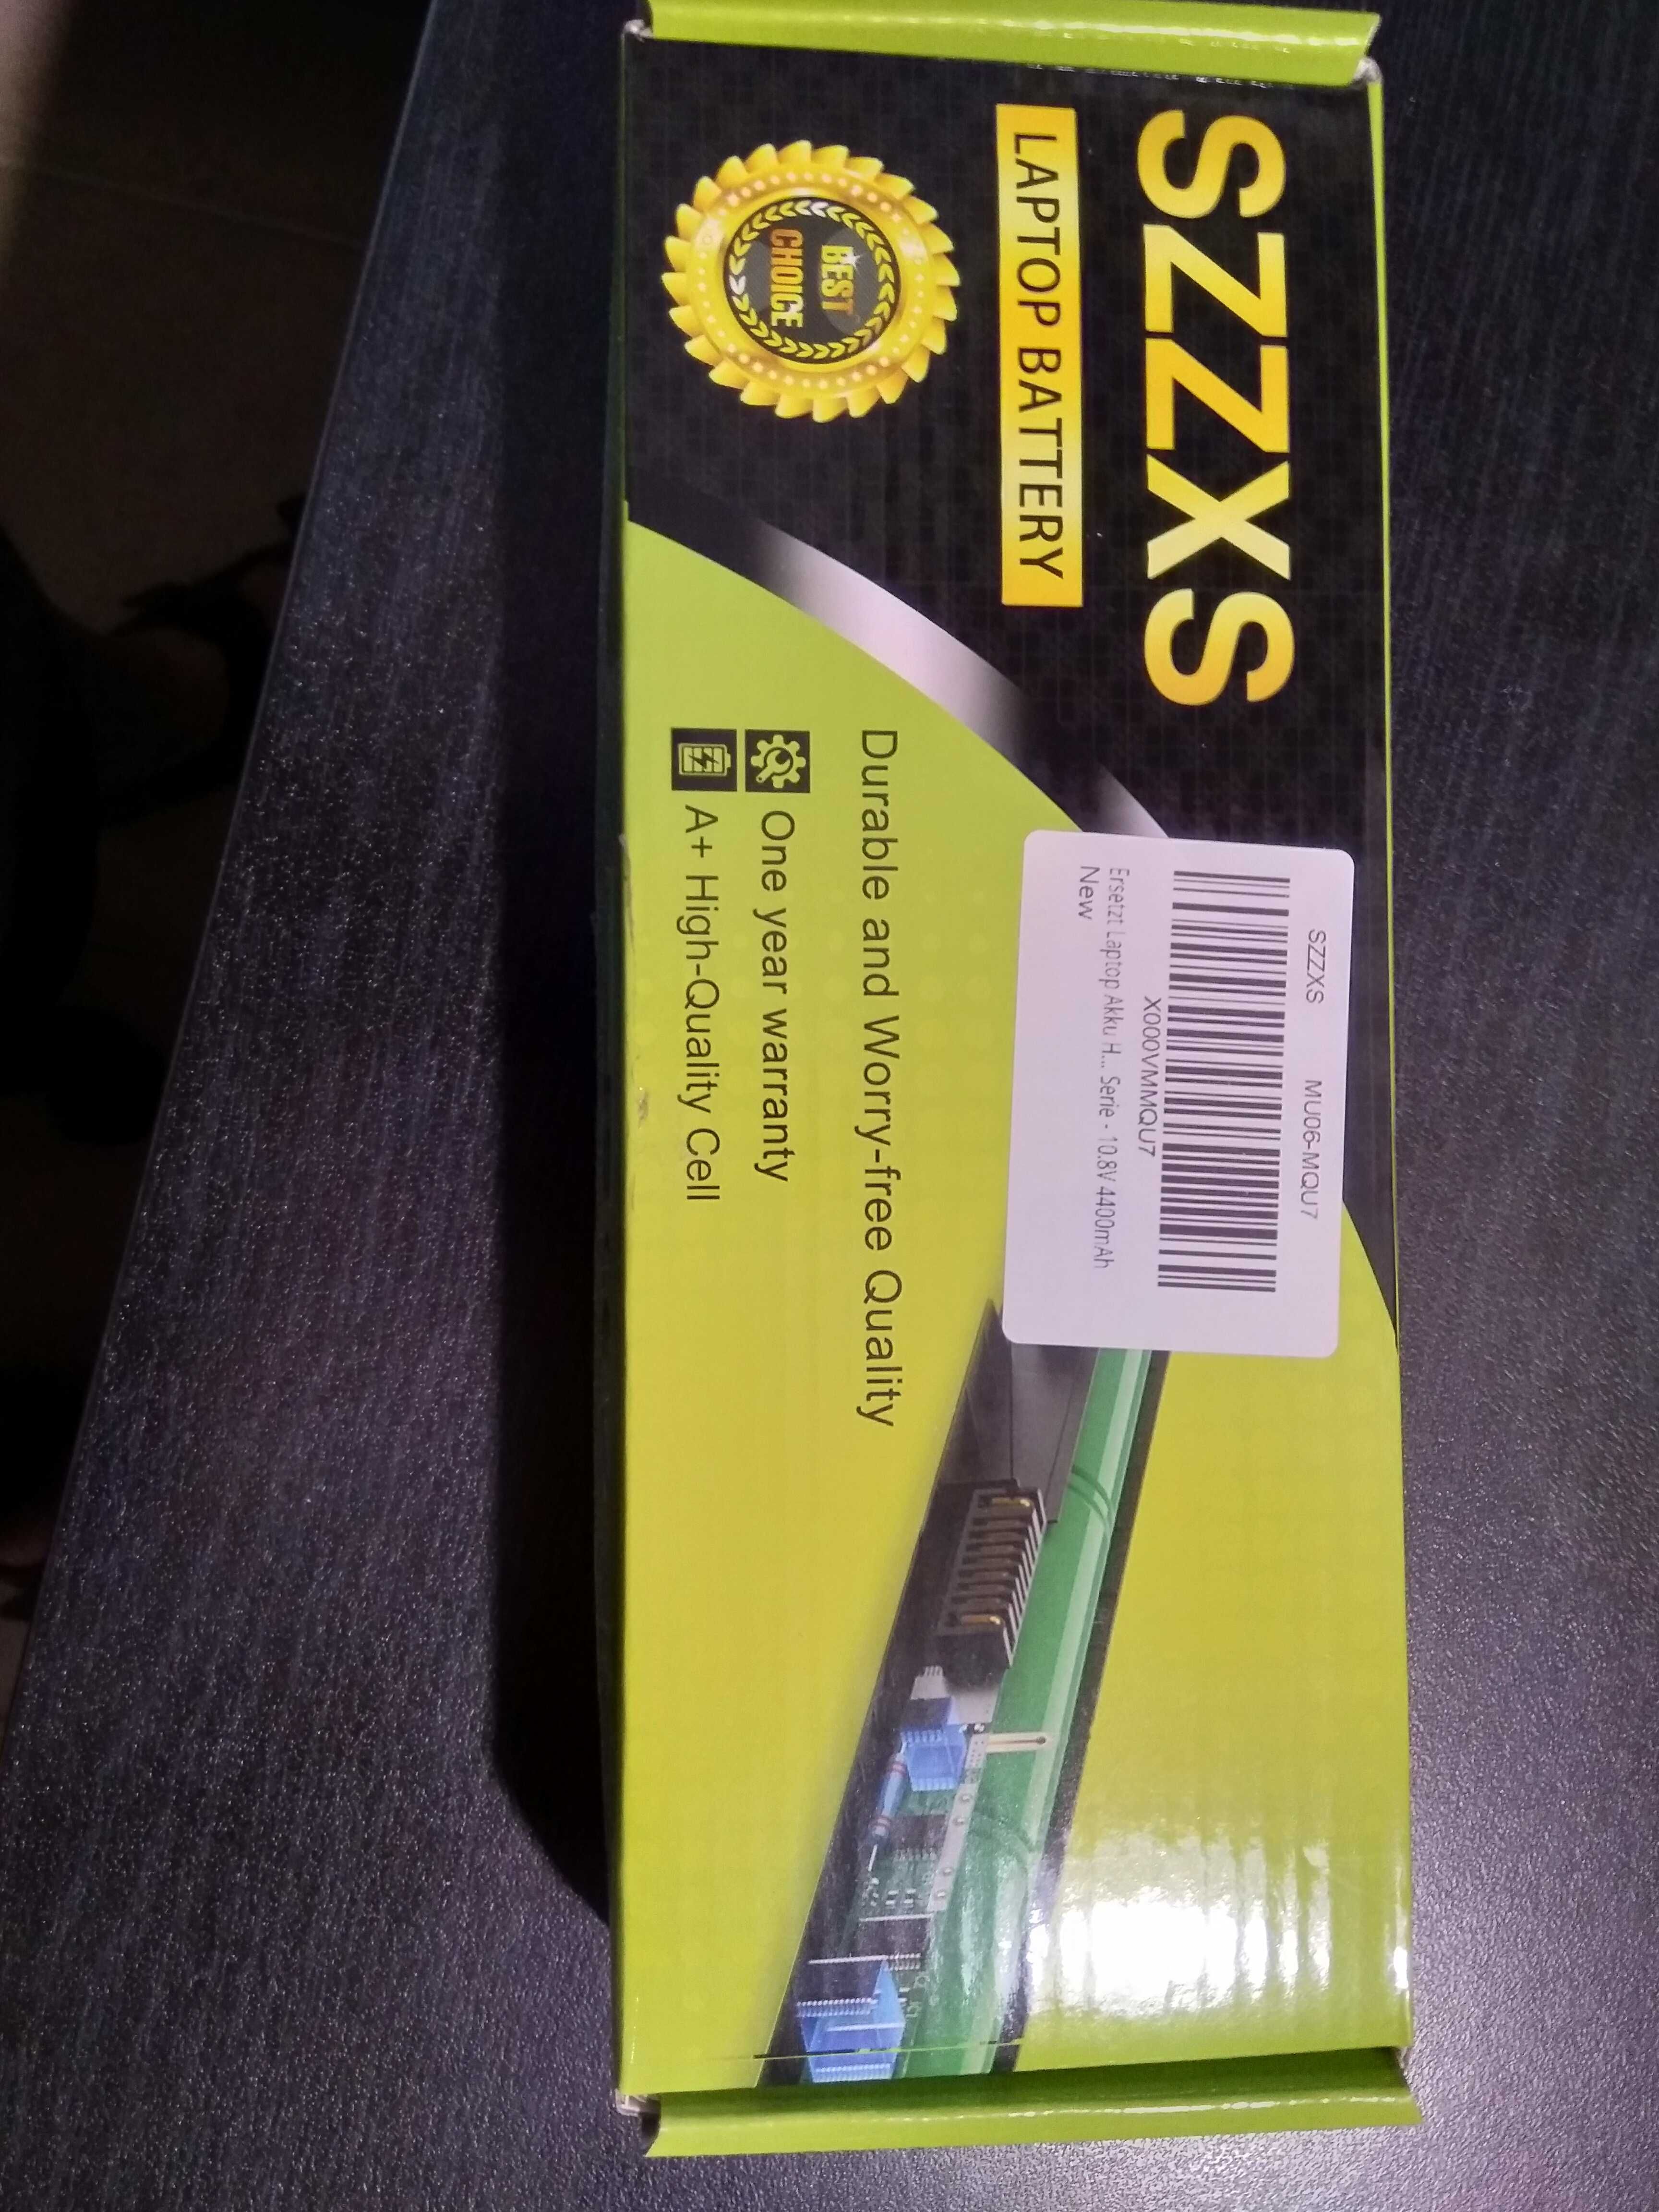 SZZXS
LAPTOP BATTERY
BEST
CHOICE
SZZXS MU06-MQU7
X000VMMQU7
Ersetzt Laptop Akku H... Serie - 10.8V 4400mAh
New
Durable and Worry-free Quality
One year warranty
A+ High-Quality Cell